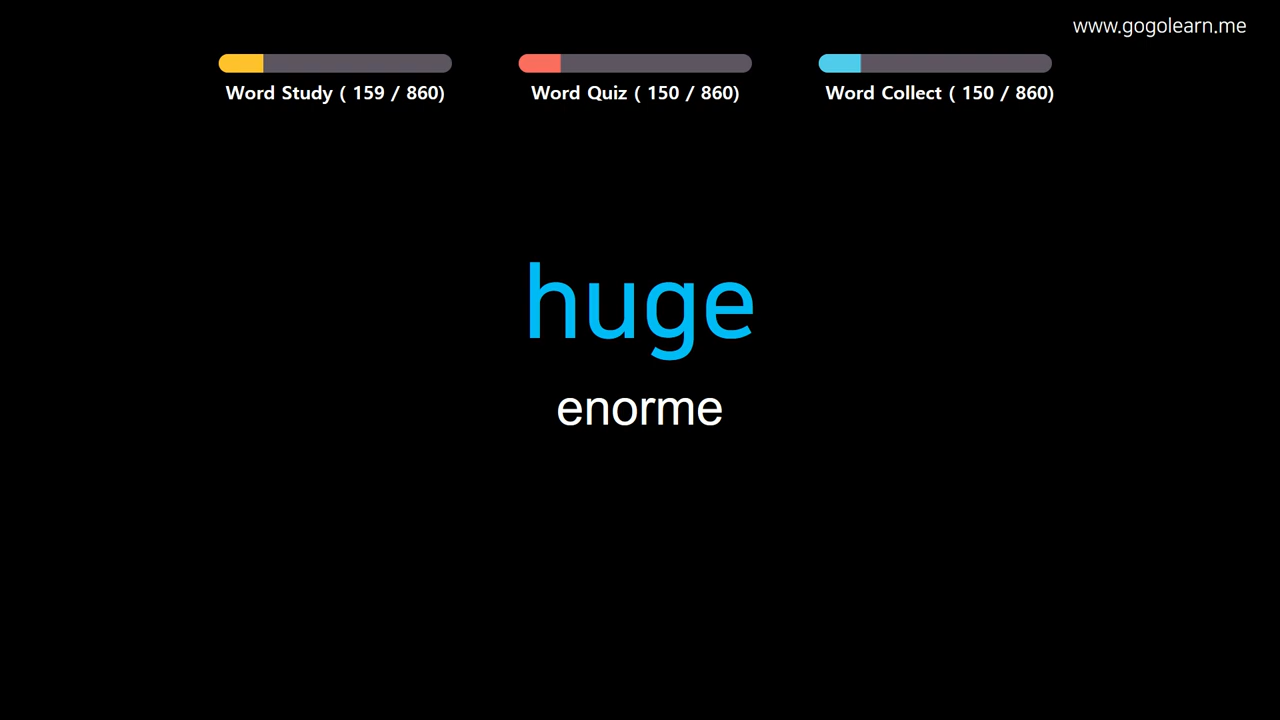 www.gogolearn.me
Word Study ( 159 / 860)
Word Quiz ( 150 / 860)
Word Collect ( 150 / 860)
huge
enorme